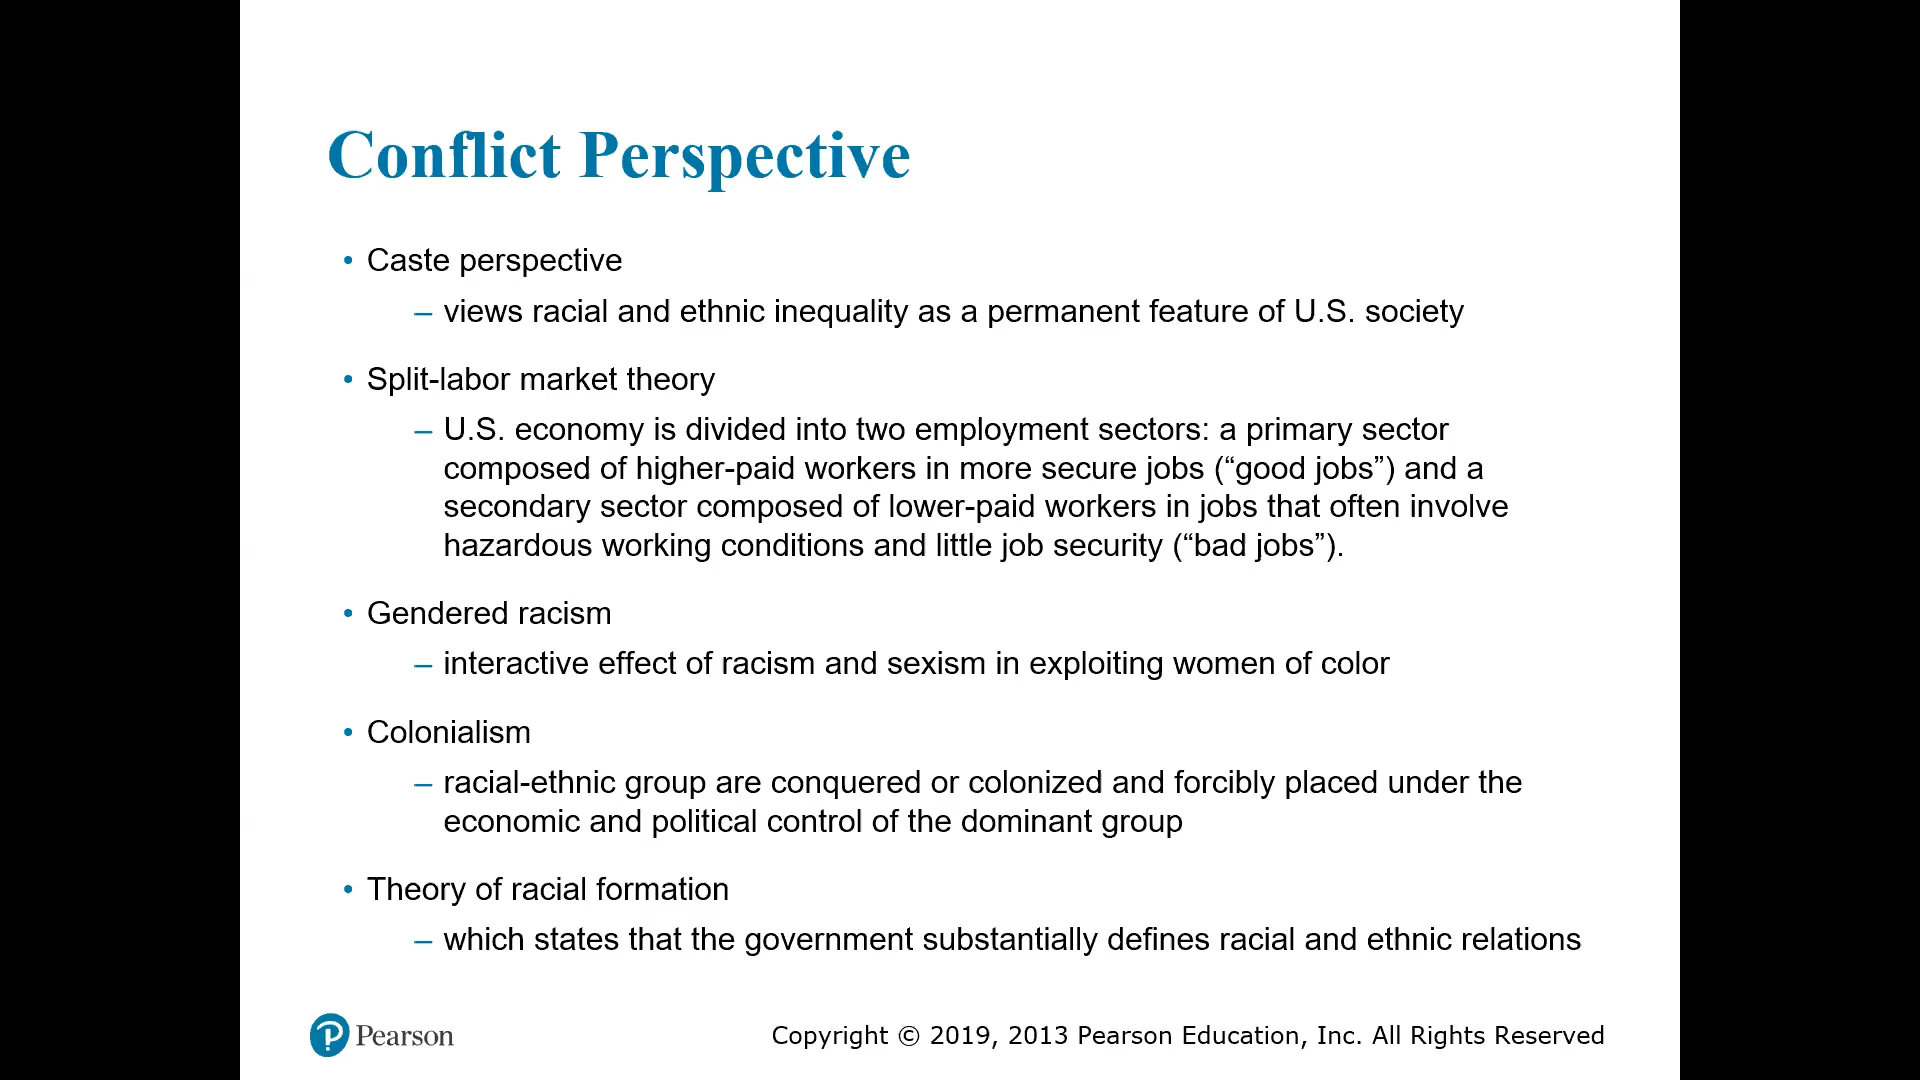 Conflict Perspective
• Caste perspective
– views racial and ethnic inequality as a permanent feature of U.S. society
• Split-labor market theory
– U.S. economy is divided into two employment sectors: a primary sector
composed of higher-paid workers in more secure jobs (“good jobs”) and a
secondary sector composed of lower-paid workers in jobs that often involve
hazardous working conditions and little job security (“bad jobs”).
• Gendered racism
– interactive effect of racism and sexism in exploiting women of color
• Colonialism
– racial-ethnic group are conquered or colonized and forcibly placed under the
economic and political control of the dominant group
• Theory of racial formation
– which states that the government substantially defines racial and ethnic relations
Pearson
Copyright © 2019, 2013 Pearson Education, Inc. All Rights Reserved